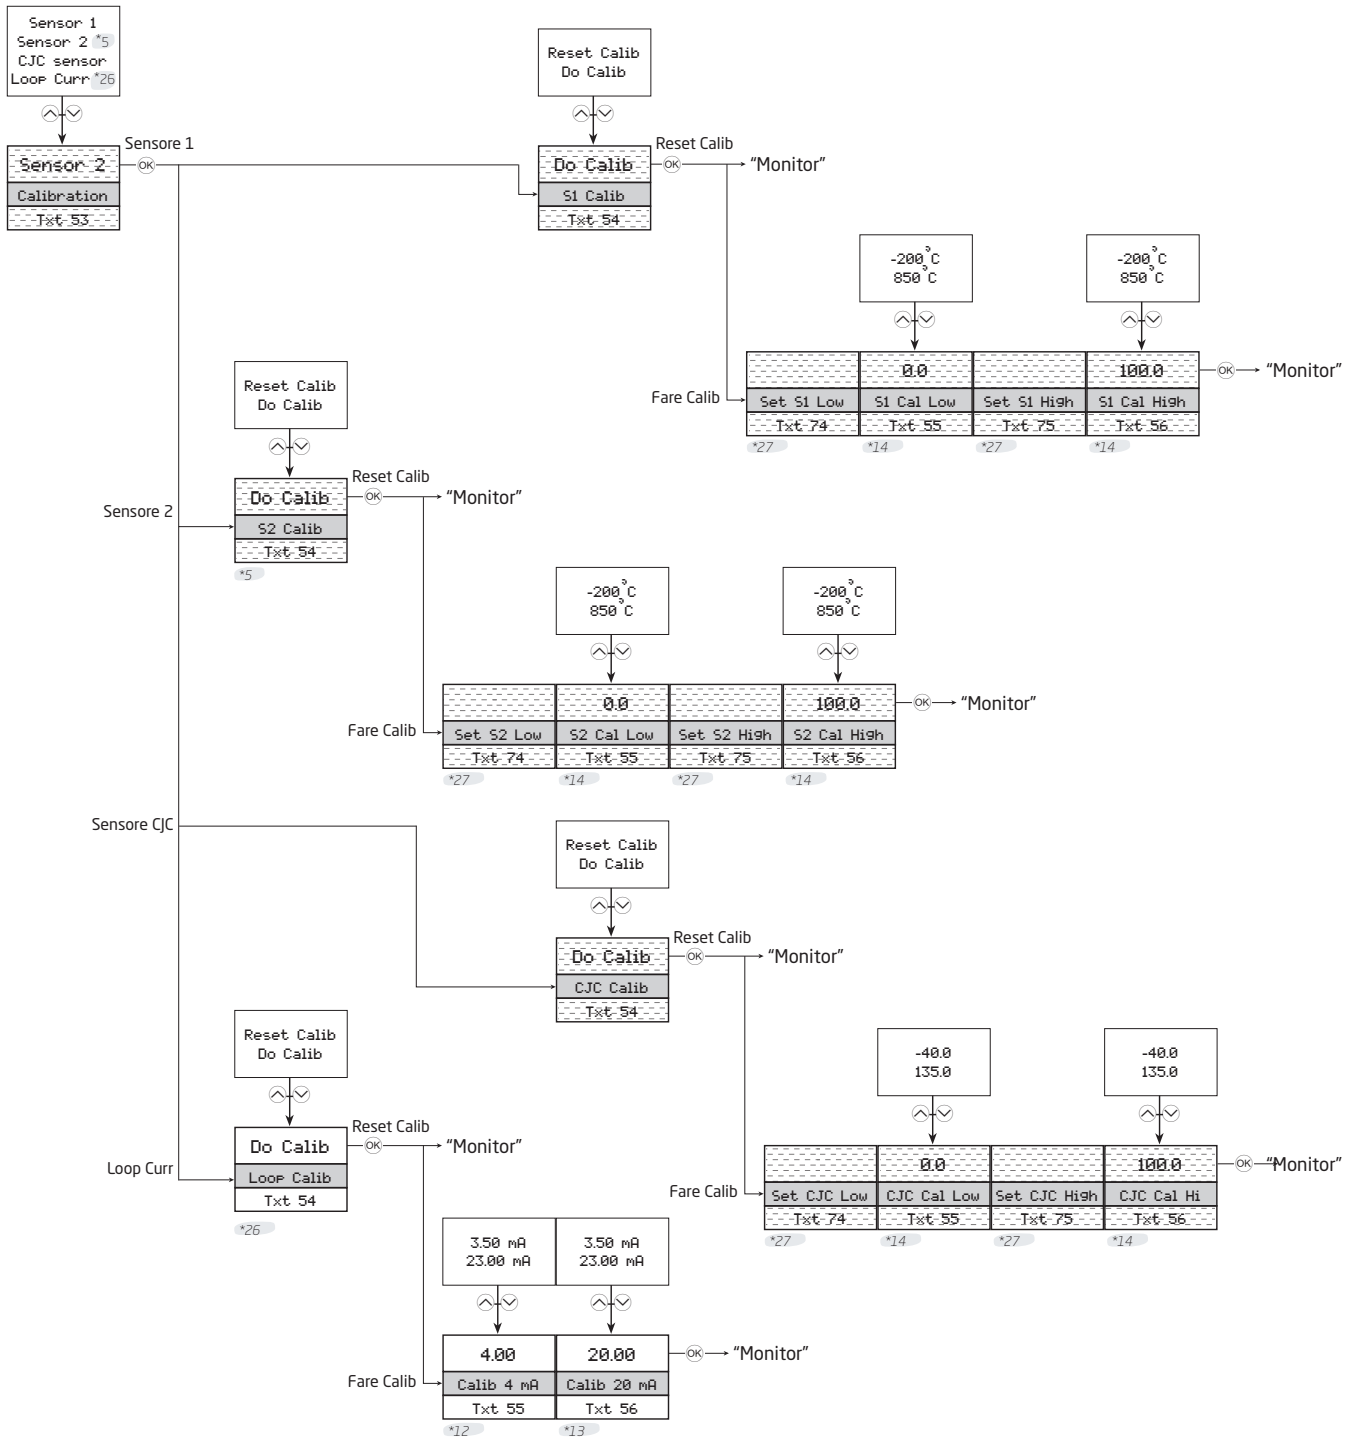 Sensor 1
Sensor 2 *5
CJC sensor
Loop Curr *26
Reset Calib
Do Calib
Sensore 1
OK
Sensor 2
Calibration
Txt 53
Reset Calib
OK
"Monitor"
Do Calib
S1 Calib
Txt 54
-200°C
850°C
-200°C
850°C
0.0
100.0
OK
"Monitor"
Fare Calib
Set S1 Low
S1 Cal Low
Set S1 High
S1 Cal High
Txt 74
Txt 55
Txt 75
Txt 56
*27
*14
*27
*14
Reset Calib
Do Calib
Reset Calib
OK
"Monitor"
Sensore 2
Do Calib
S2 Calib
Txt 54
*5
-200°C
850°C
-200°C
850°C
0.0
100.0
OK
"Monitor"
Fare Calib
Set S2 Low
S2 Cal Low
Set S2 High
S2 Cal High
Txt 74
Txt 55
Txt 75
Txt 56
*27
*14
*27
*14
Sensore CJC
Reset Calib
Do Calib
Reset Calib
OK
"Monitor"
Do Calib
CJC Calib
Txt 54
-40.0
135.0
-40.0
135.0
0.0
100.0
OK
"Monitor"
Fare Calib
Set CJC Low
CJC Cal Low
Set CJC High
CJC Cal Hi
Txt 74
Txt 55
Txt 75
Txt 56
*27
*14
*27
*14
Reset Calib
Do Calib
Reset Calib
OK
"Monitor"
Loop Curr
Do Calib
Loop Calib
Txt 54
*26
3.50 mA
23.00 mA
3.50 mA
23.00 mA
4.00
20.00
OK
"Monitor"
Fare Calib
Calib 4 mA
Calib 20 mA
Txt 55
Txt 56
*12
*13